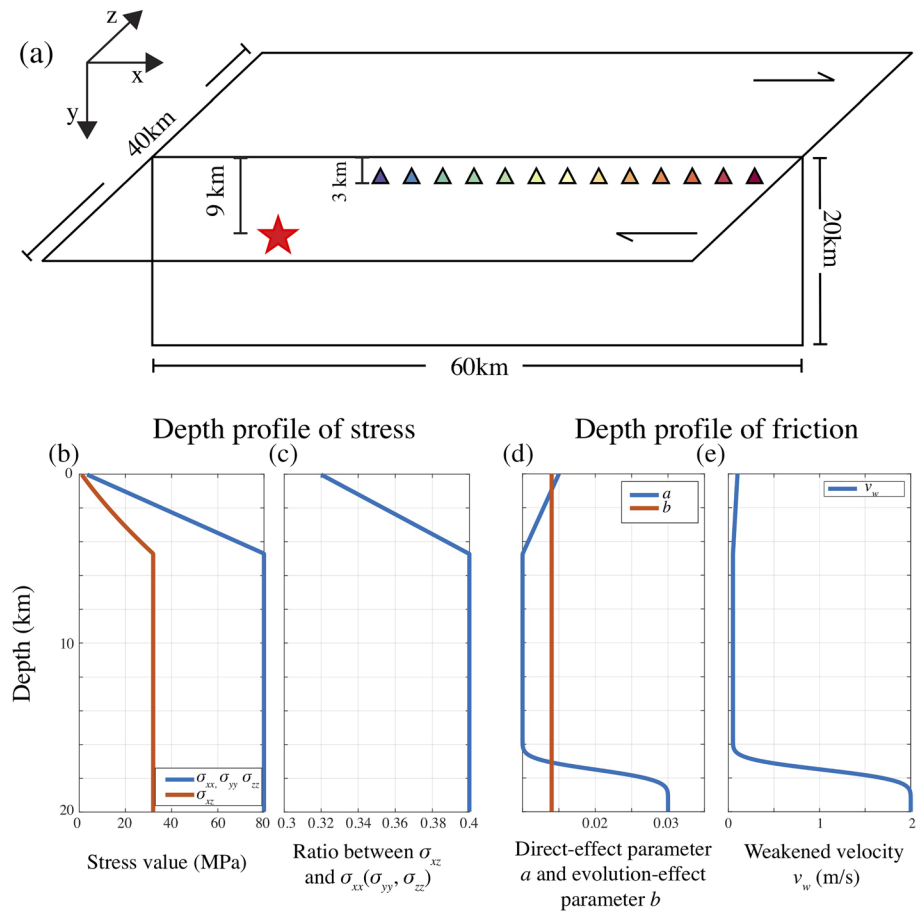 (a)
z
x
y
40km
9 km
3 km
20km
60km
Depth profile of stress
Depth profile of friction
(b)
(c)
(d)
(e)
0
10
20
Depth (km)
σxx, σyy σzz
σxz
a
b
vw
0 20 40 60 80
0.3 0.32 0.34 0.36 0.38 0.4
0.02 0.03
0 1 2
Stress value (MPa)
Ratio between σxz
and σxx(σyy, σzz)
Direct-effect parameter
a and evolution-effect
parameter b
Weakened velocity
vw (m/s)